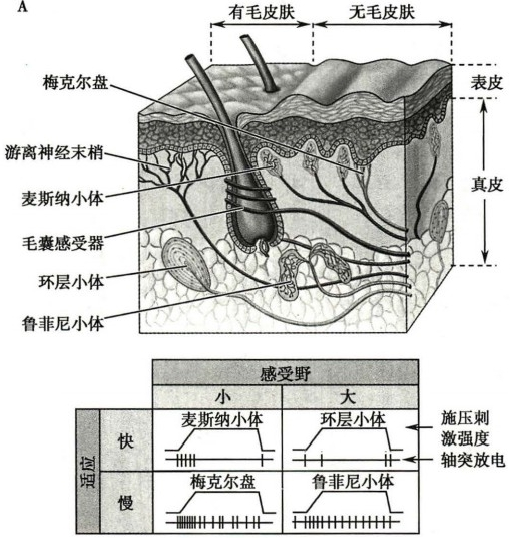 A
有毛皮肤 无毛皮肤
梅克尔盘
表皮
游离神经末梢
麦斯纳小体
真皮
毛囊感受器
环层小体
鲁菲尼小体
感受野
小 大
适应
快
麦斯纳小体 环层小体
施压刺
激强度
轴突放电
慢
梅克尔盘 鲁菲尼小体